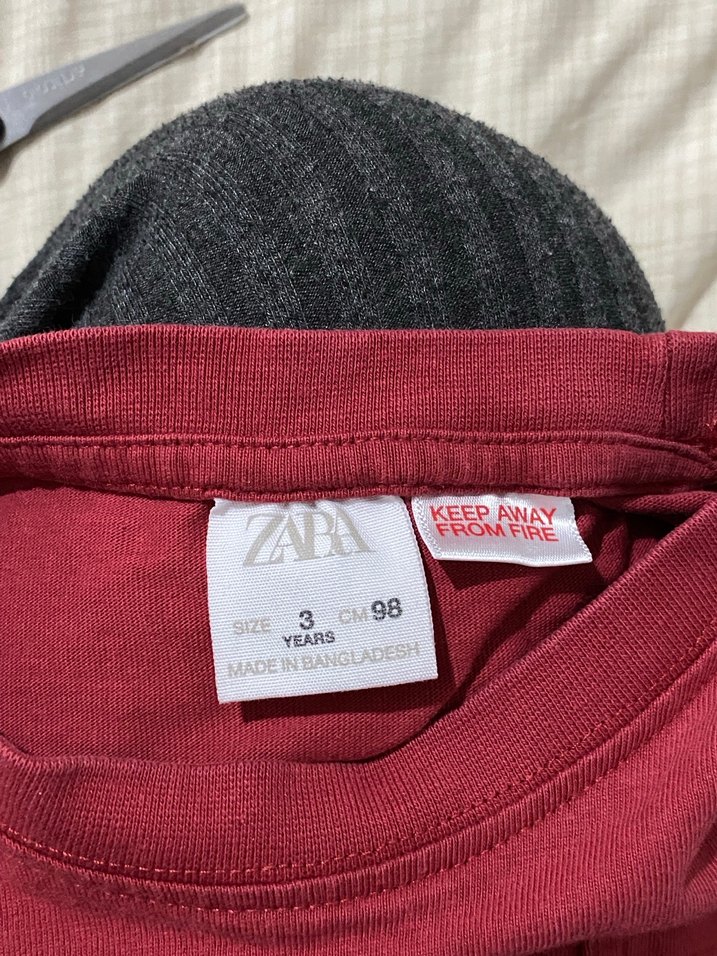 ZARA
SIZE 3 CM 98
YEARS
MADE IN BANGLADESH
KEEP AWAY
FROM FIRE